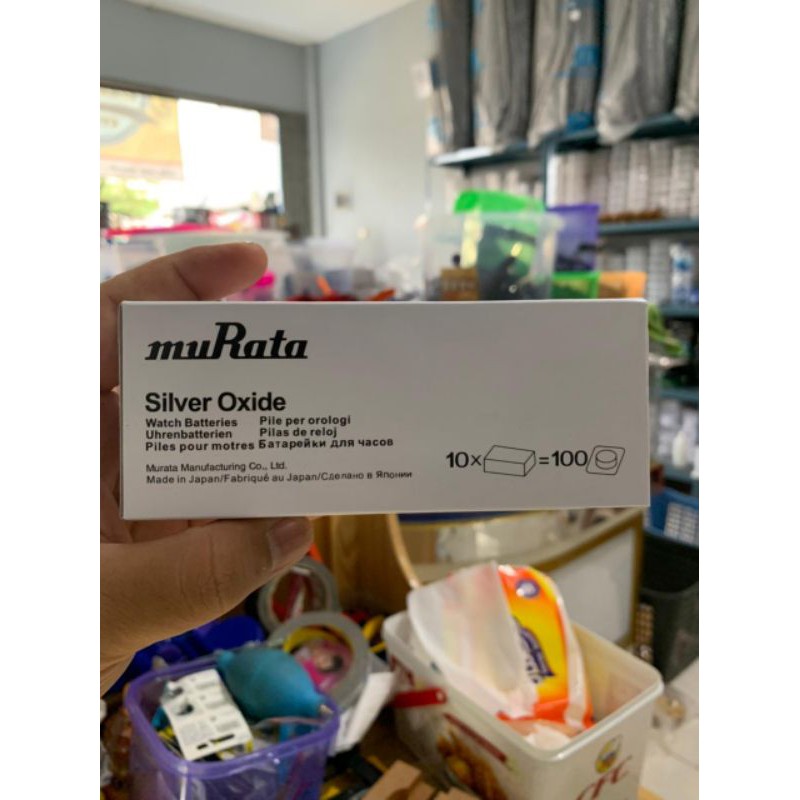 muRata
Silver Oxide
Watch Batteries Pile per orologi
Uhrenbatterien Pilas de reloj
Piles pour motres Батарейки для часов
Murata Manufacturing Co., Ltd.
Made in Japan/Fabriqué au Japan/Сделано в Японии
10x =100